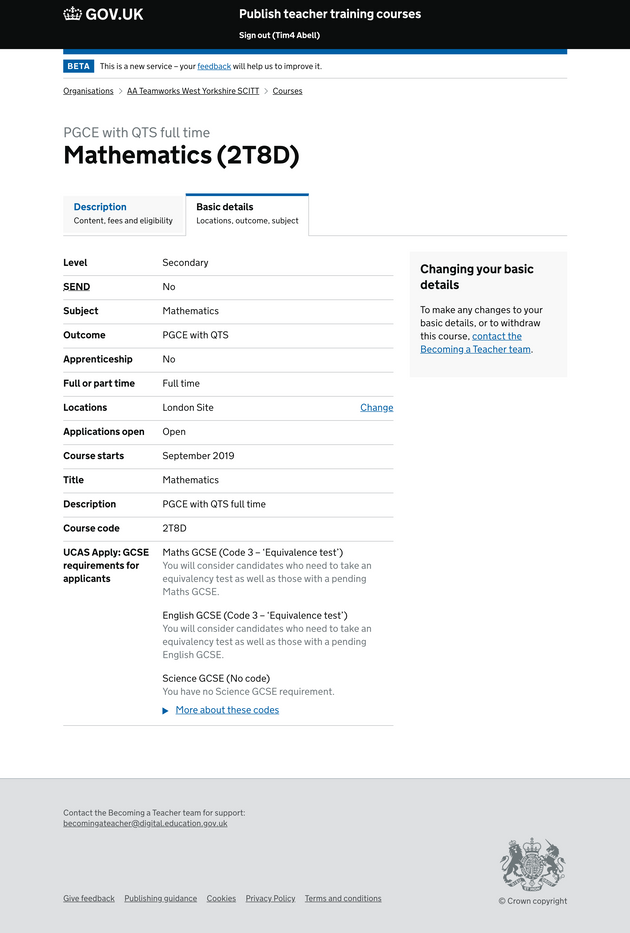 GOV.UK
Publish teacher training courses
Sign out (Tim4 Abell)
BETA This is a new service – your feedback will help us to improve it.
Organisations > AA Teamworks West Yorkshire SCITT > Courses
PGCE with QTS full time
Mathematics (2T8D)
Description
Content, fees and eligibility
Basic details
Locations, outcome, subject
Level Secondary
SEND No
Subject Mathematics
Outcome PGCE with QTS
Apprenticeship No
Full or part time Full time
Locations London Site Change
Applications open Open
Course starts September 2019
Title Mathematics
Description PGCE with QTS full time
Course code 2T8D
UCAS Apply: GCSE
requirements for
applicants
Maths GCSE (Code 3 – ‘Equivalence test’)
You will consider candidates who need to take an
equivalency test as well as those with a pending
Maths GCSE.
English GCSE (Code 3 – ‘Equivalence test’)
You will consider candidates who need to take an
equivalency test as well as those with a pending
English GCSE.
Science GCSE (No code)
You have no Science GCSE requirement.
More about these codes
Changing your basic
details
To make any changes to your
basic details, or to withdraw
this course, contact the
Becoming a Teacher team.
Contact the Becoming a Teacher team for support:
becomingateacher@digital.education.gov.uk
Give feedback Publishing guidance Cookies Privacy Policy Terms and conditions
© Crown copyright